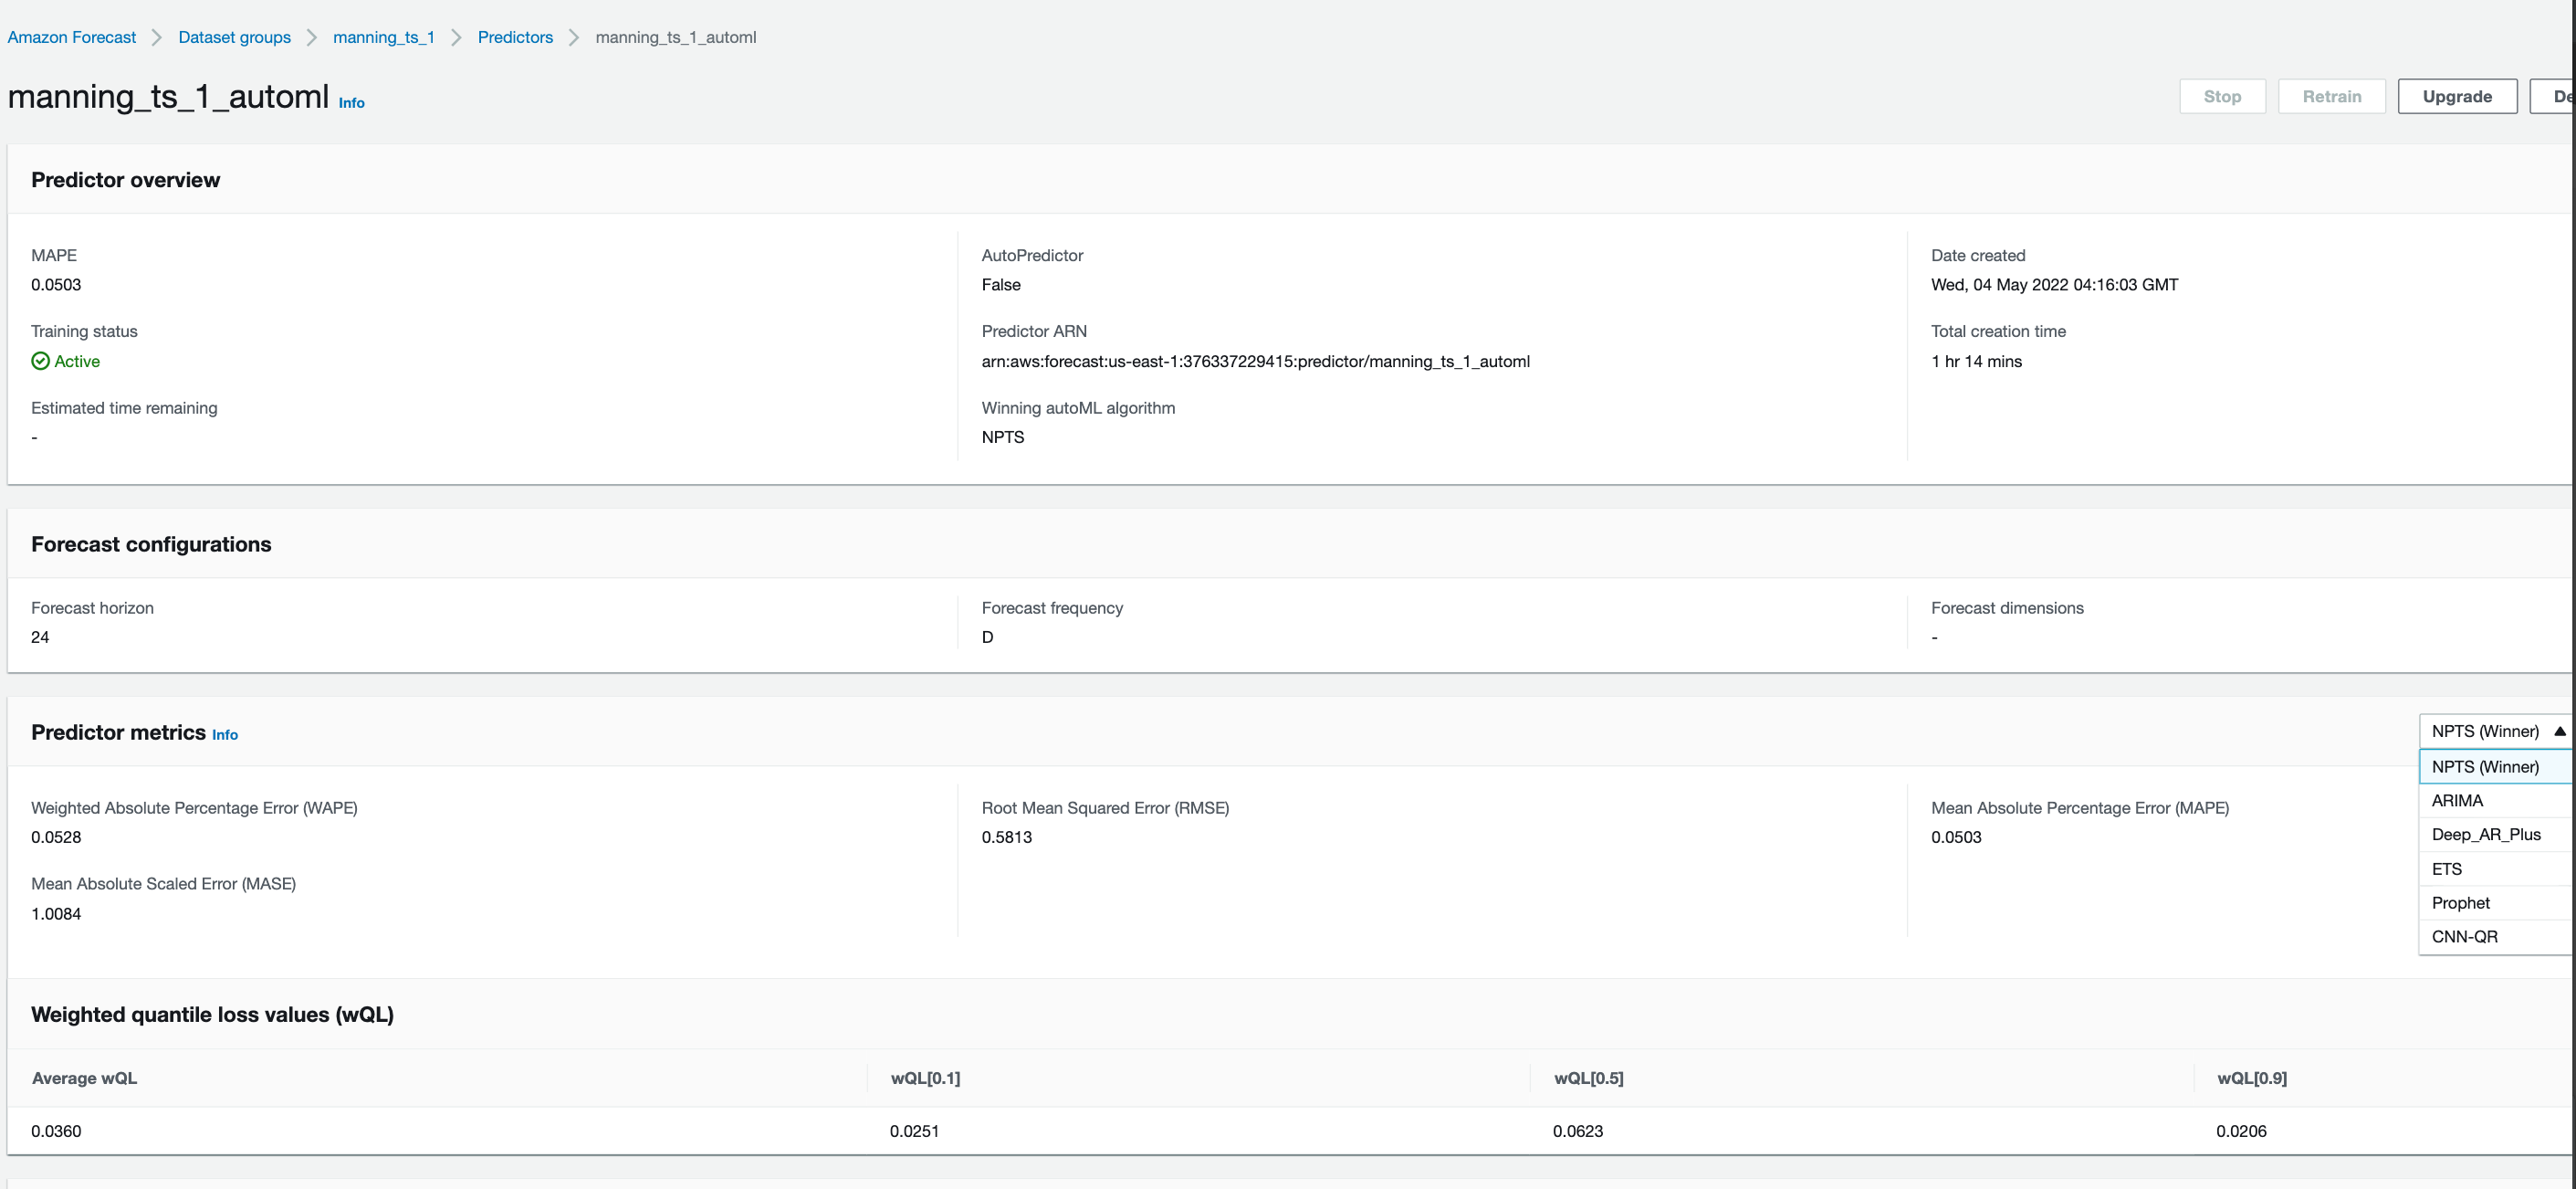 Amazon Forecast > Dataset groups > manning_ts_1 > Predictors > manning_ts_1_automl
manning_ts_1_automl Info
Stop Retrain Upgrade De
Predictor overview
MAPE AutoPredictor Date created
0.0503 False Wed, 04 May 2022 04:16:03 GMT
Training status Predictor ARN Total creation time
Active arn:aws:forecast:us-east-1:376337229415:predictor/manning_ts_1_automl 1 hr 14 mins
Estimated time remaining Winning autoML algorithm
- NPTS
Forecast configurations
Forecast horizon Forecast frequency Forecast dimensions
24 D -
Predictor metrics Info NPTS (Winner)
NPTS (Winner)
ARIMA
Deep_AR_Plus
ETS
Prophet
CNN-QR
Weighted Absolute Percentage Error (WAPE) Root Mean Squared Error (RMSE) Mean Absolute Percentage Error (MAPE)
0.0528 0.5813 0.0503
Mean Absolute Scaled Error (MASE)
1.0084
Weighted quantile loss values (wQL)
Average wQL wQL[0.1] wQL[0.5] wQL[0.9]
0.0360 0.0251 0.0623 0.0206